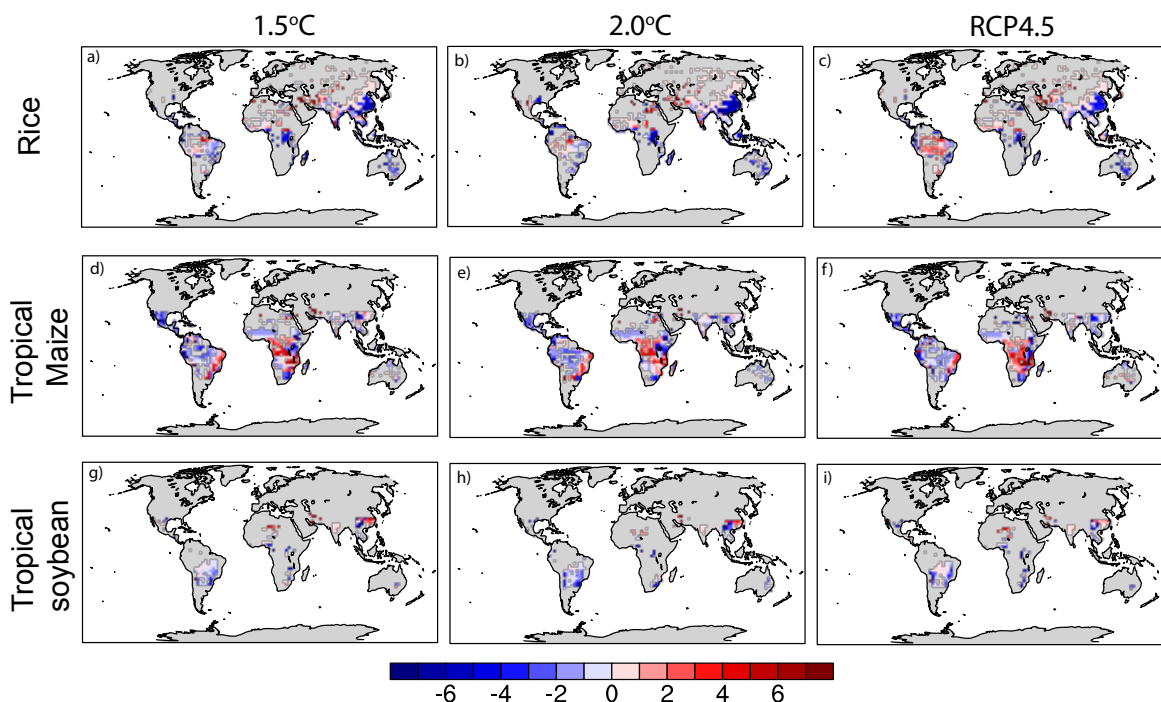 1.5°C
2.0°C
RCP4.5
Rice
a)
b)
c)
Tropical
Maize
d)
e)
f)
Tropical
soybean
g)
h)
i)
-6 -4 -2 0 2 4 6